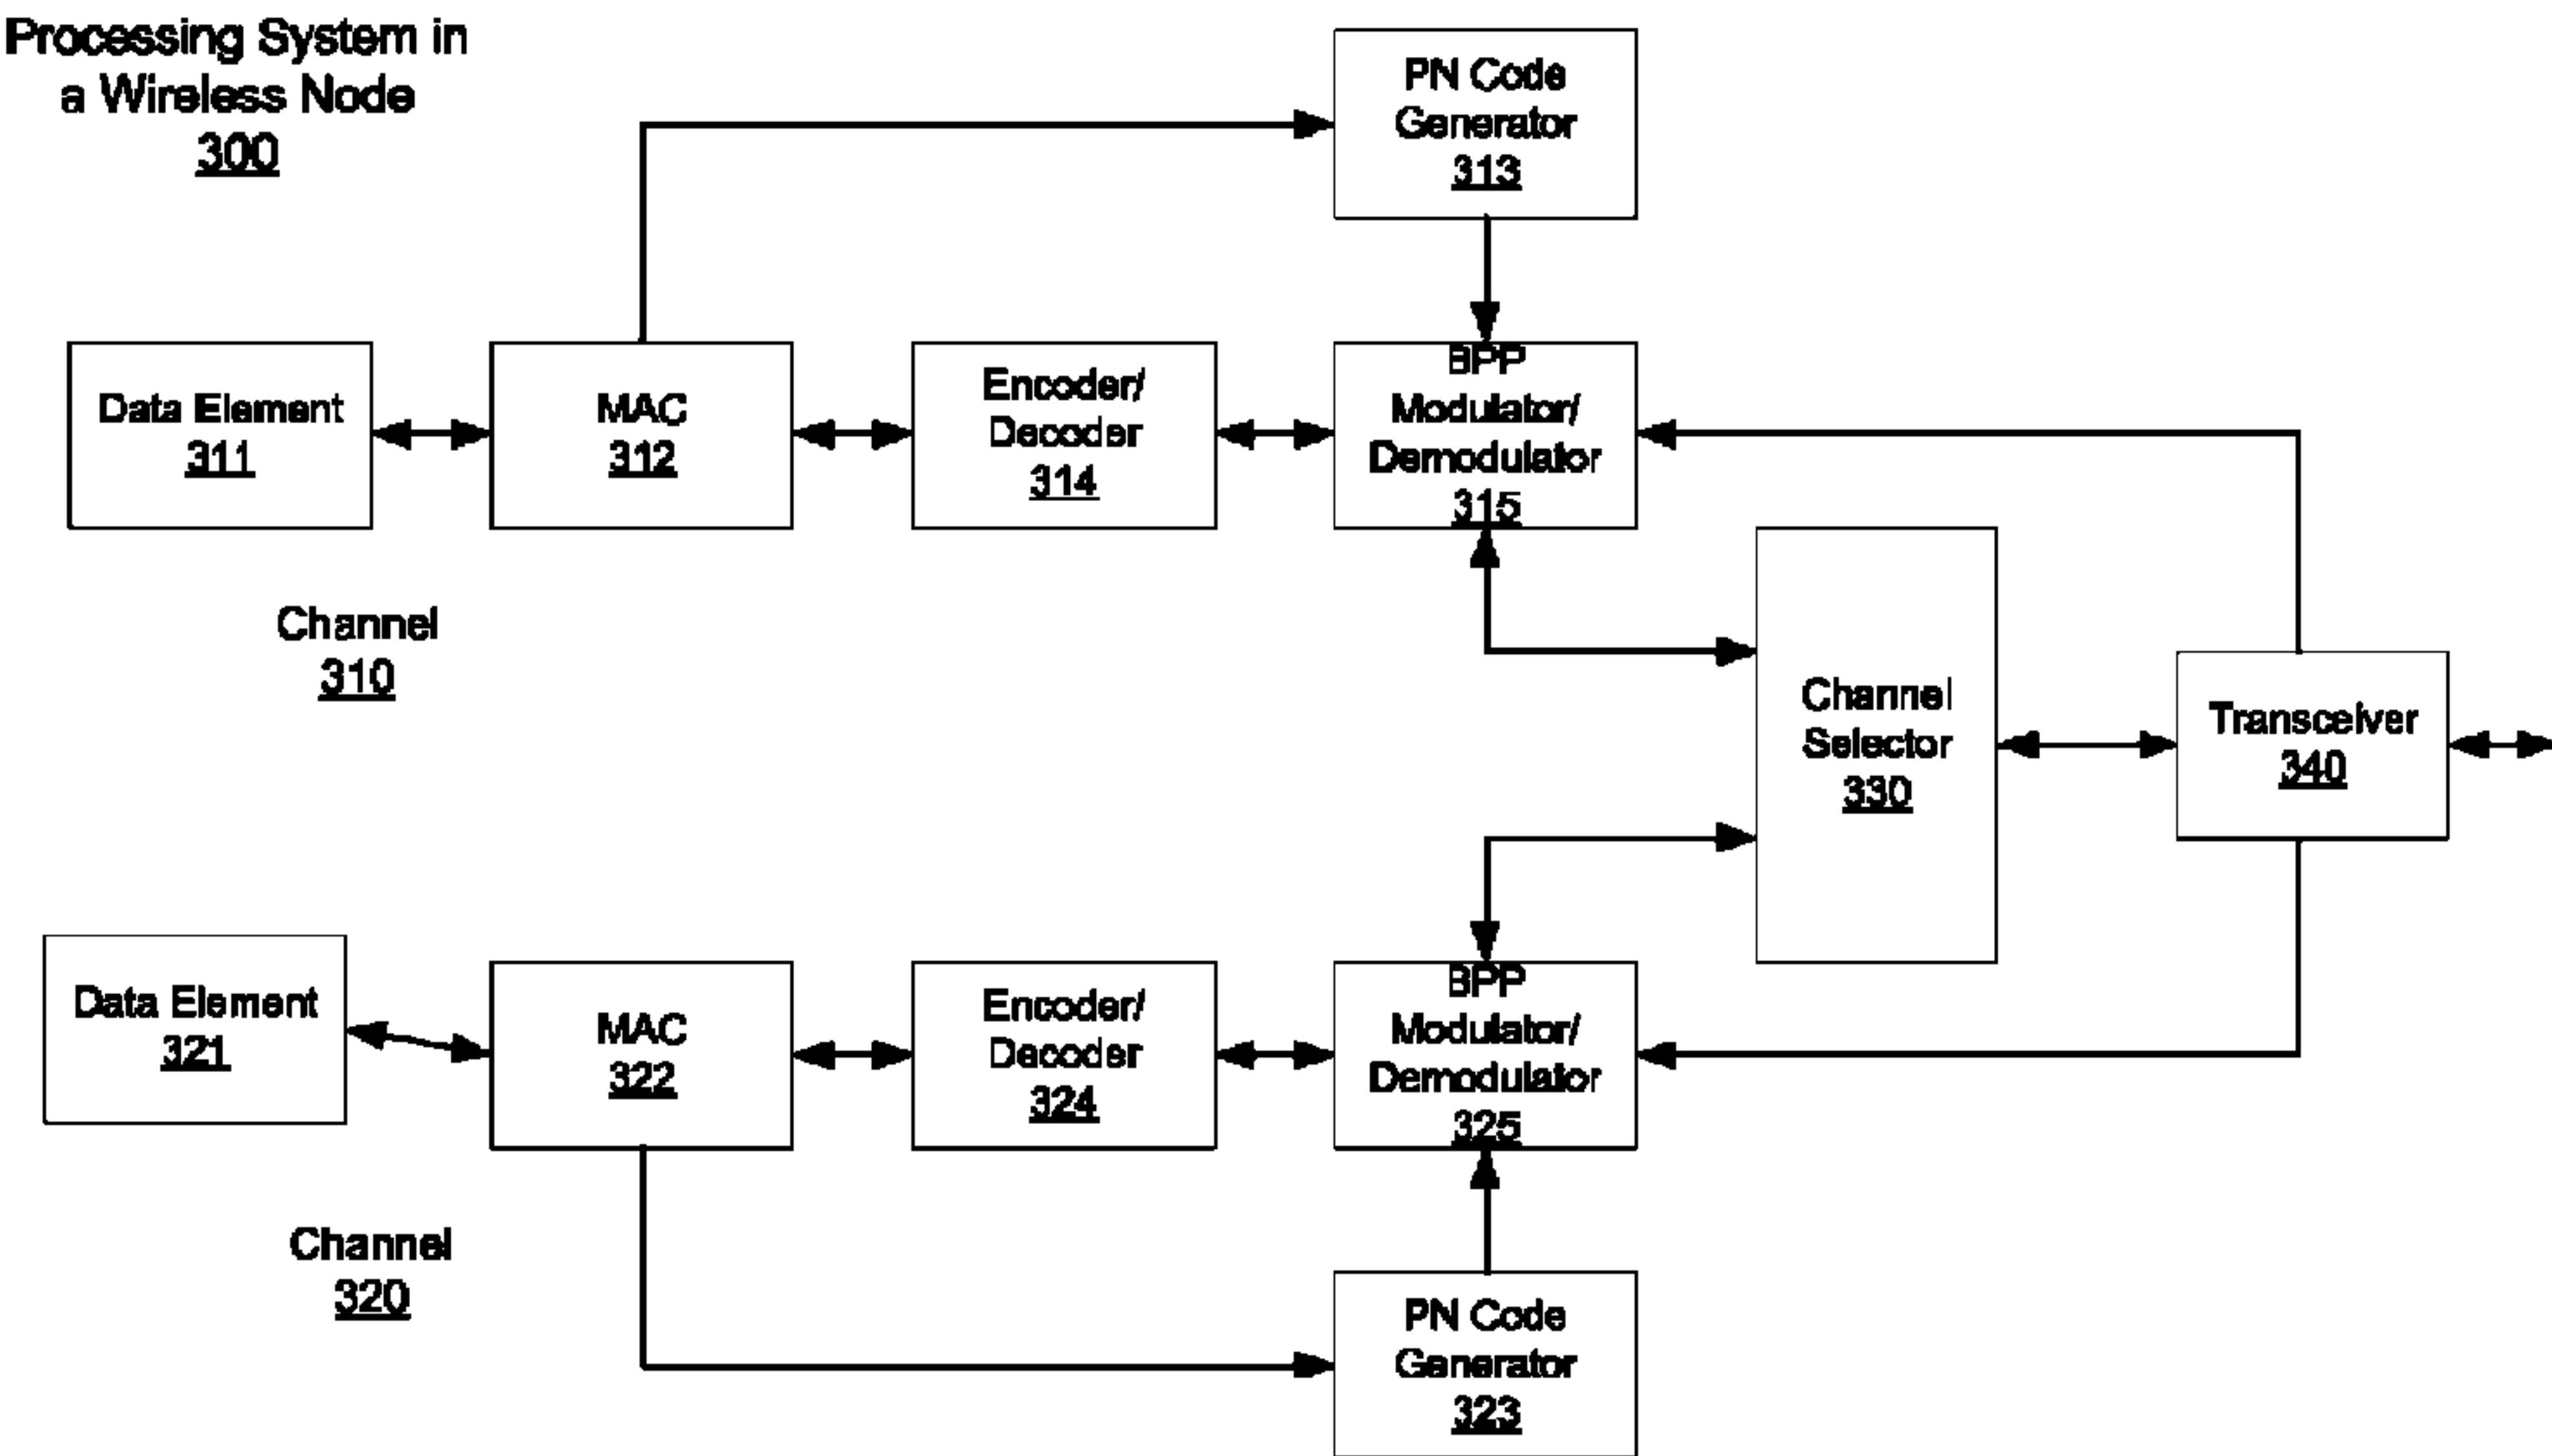 Processing System in
a Wireless Node
300
PN Code
Generator
313
Data Element
311
MAC
312
Encoder/
Decoder
314
BPP
Modulator/
Demodulator
315
Channel
310
Channel
Selector
330
Transceiver
340
Data Element
321
MAC
322
Encoder/
Decoder
324
BPP
Modulator/
Demodulator
325
Channel
320
PN Code
Generator
323